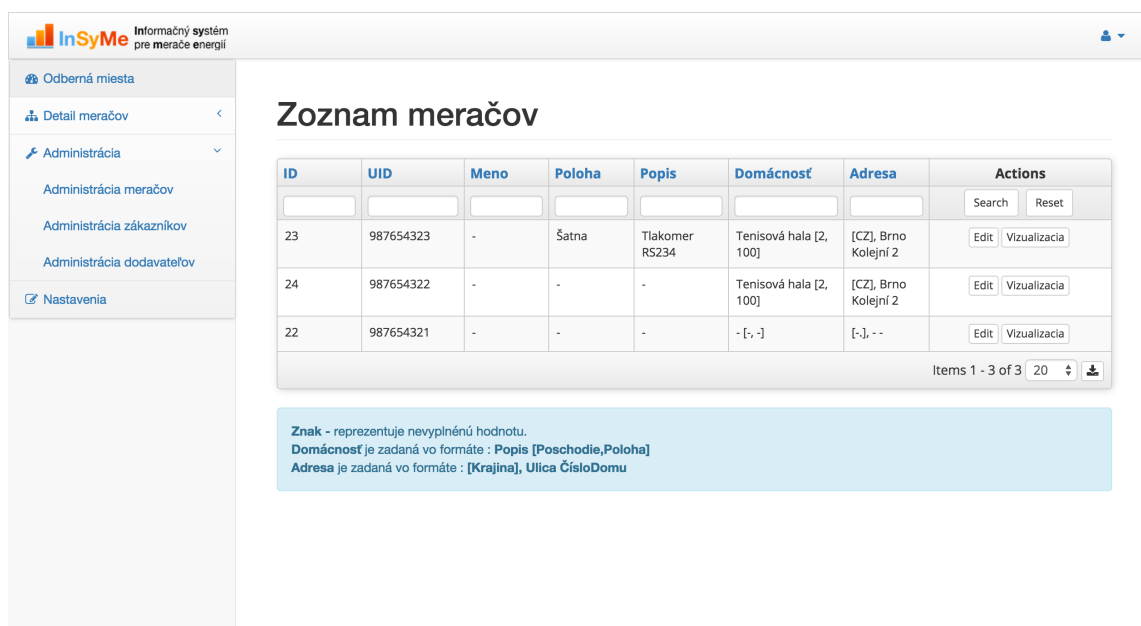 InSyMe Informačný systém
pre merače energií
Odberná miesta
Detail meračov
Administrácia
Administrácia meračov
Administrácia zákazníkov
Administrácia dodavateľov
Nastavenia
Zoznam meračov
ID UID Meno Poloha Popis Domácnosť Adresa Actions
Search Reset
23 987654323 - Šatna Tlakomer Tenisová hala [2, [CZ], Brno Edit Vizualizacia
RS234 100] Kolejní 2
24 987654322 - - - Tenisová hala [2, [CZ], Brno Edit Vizualizacia
100] Kolejní 2
22 987654321 - - - - [-, -] [-.], - - Edit Vizualizacia
Items 1 - 3 of 3 20
Znak - reprezentuje nevyplnénú hodnotu.
Domácnosť je zadaná vo formáte : Popis [Poschodie,Poloha]
Adresa je zadaná vo formáte : [Krajina], Ulica ČísloDomu